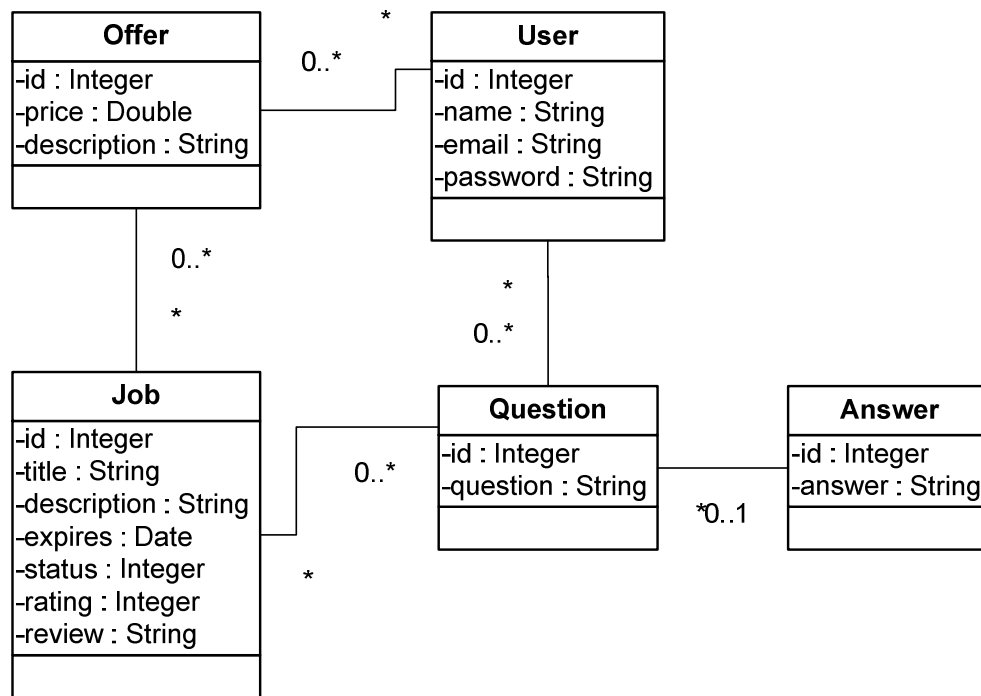 Offer
-id : Integer
-price : Double
-description : String
0..*
*
User
-id : Integer
-name : String
-email : String
-password : String
0..*
*
*
0..*
Job
-id : Integer
-title : String
-description : String
-expires : Date
-status : Integer
-rating : Integer
-review : String
0..*
*
Question
-id : Integer
-question : String
*0..1
Answer
-id : Integer
-answer : String